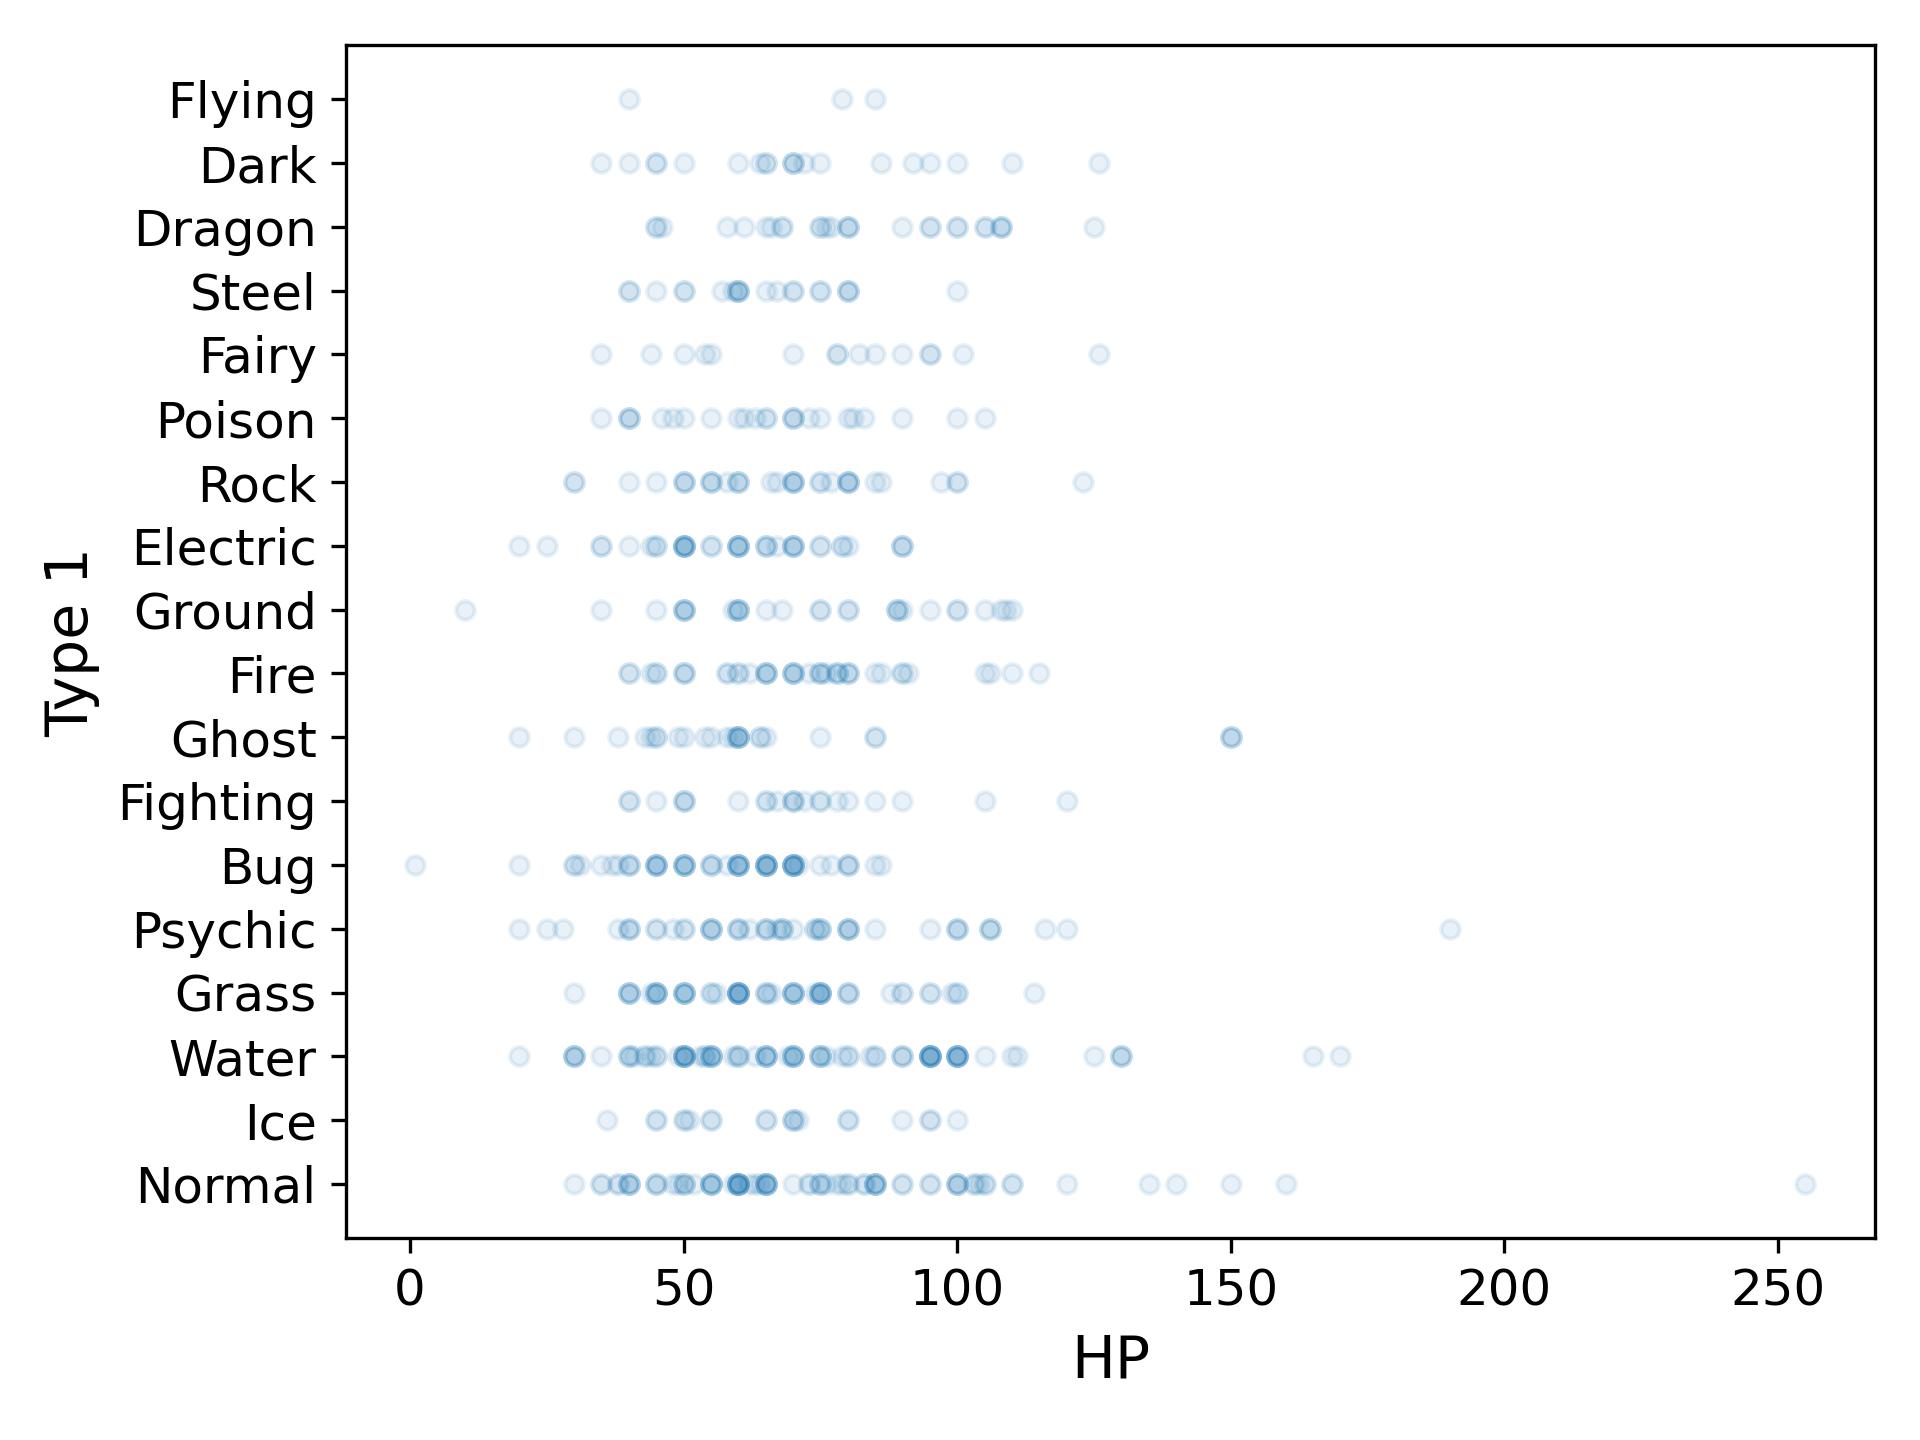 Flying
Dark
Dragon
Steel
Fairy
Poison
Rock
Electric
Ground
Fire
Ghost
Fighting
Bug
Psychic
Grass
Water
Ice
Normal
Type 1
0 50 100 150 200 250
HP